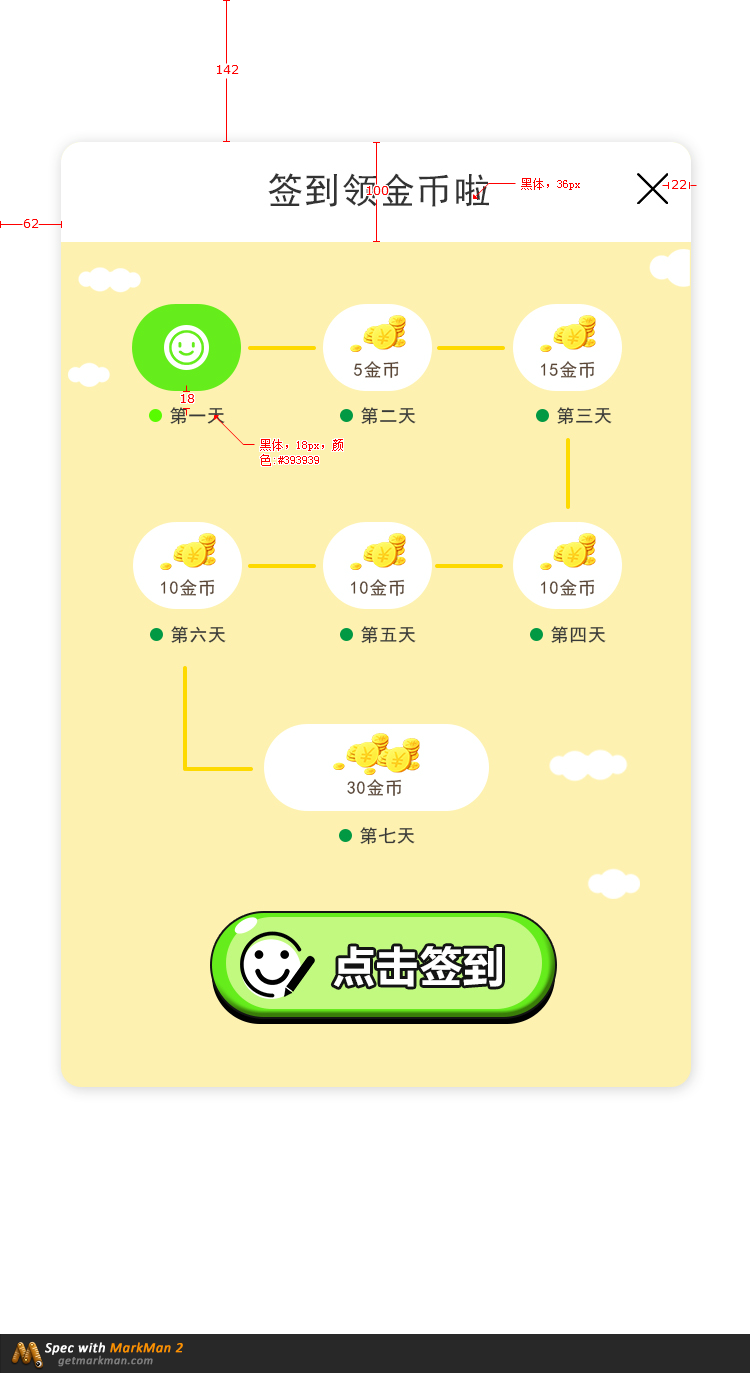 142
签到领金币啦
100
黑体，36px
22
62
5金币
15金币
18
第一天
第二天
第三天
黑体，18px，颜
色:#393939
10金币
10金币
10金币
第六天
第五天
第四天
30金币
第七天
点击签到
Spec with MarkMan 2
getmarkman.com